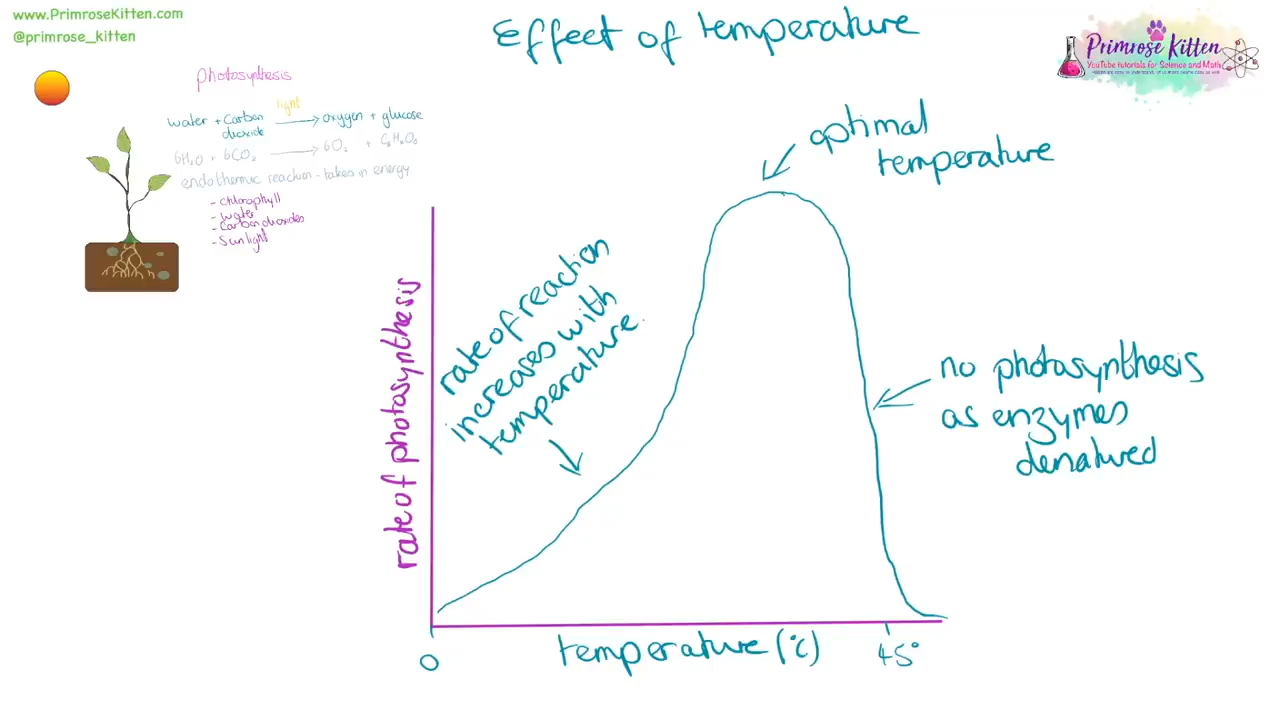 www.PrimroseKitten.com
@primrose_kitten
Effect of temperature
Primrose Kitten
YouTube tutorials for Science and Math
photosynthesis
light
water + Carbon dioxide → oxygen + glucose
6H₂O + 6CO₂ → 6O₂ + C₆H₁₂O₆
endothermic reaction - takes in energy
- chlorophyll
- water
- Carbon dioxides
- Sunlight
optimal
temperature
rate of reaction
increases with
temperature.
rate of photosynthesis
no photosynthesis
as enzymes
denatured
0
temperature (°c)
45°